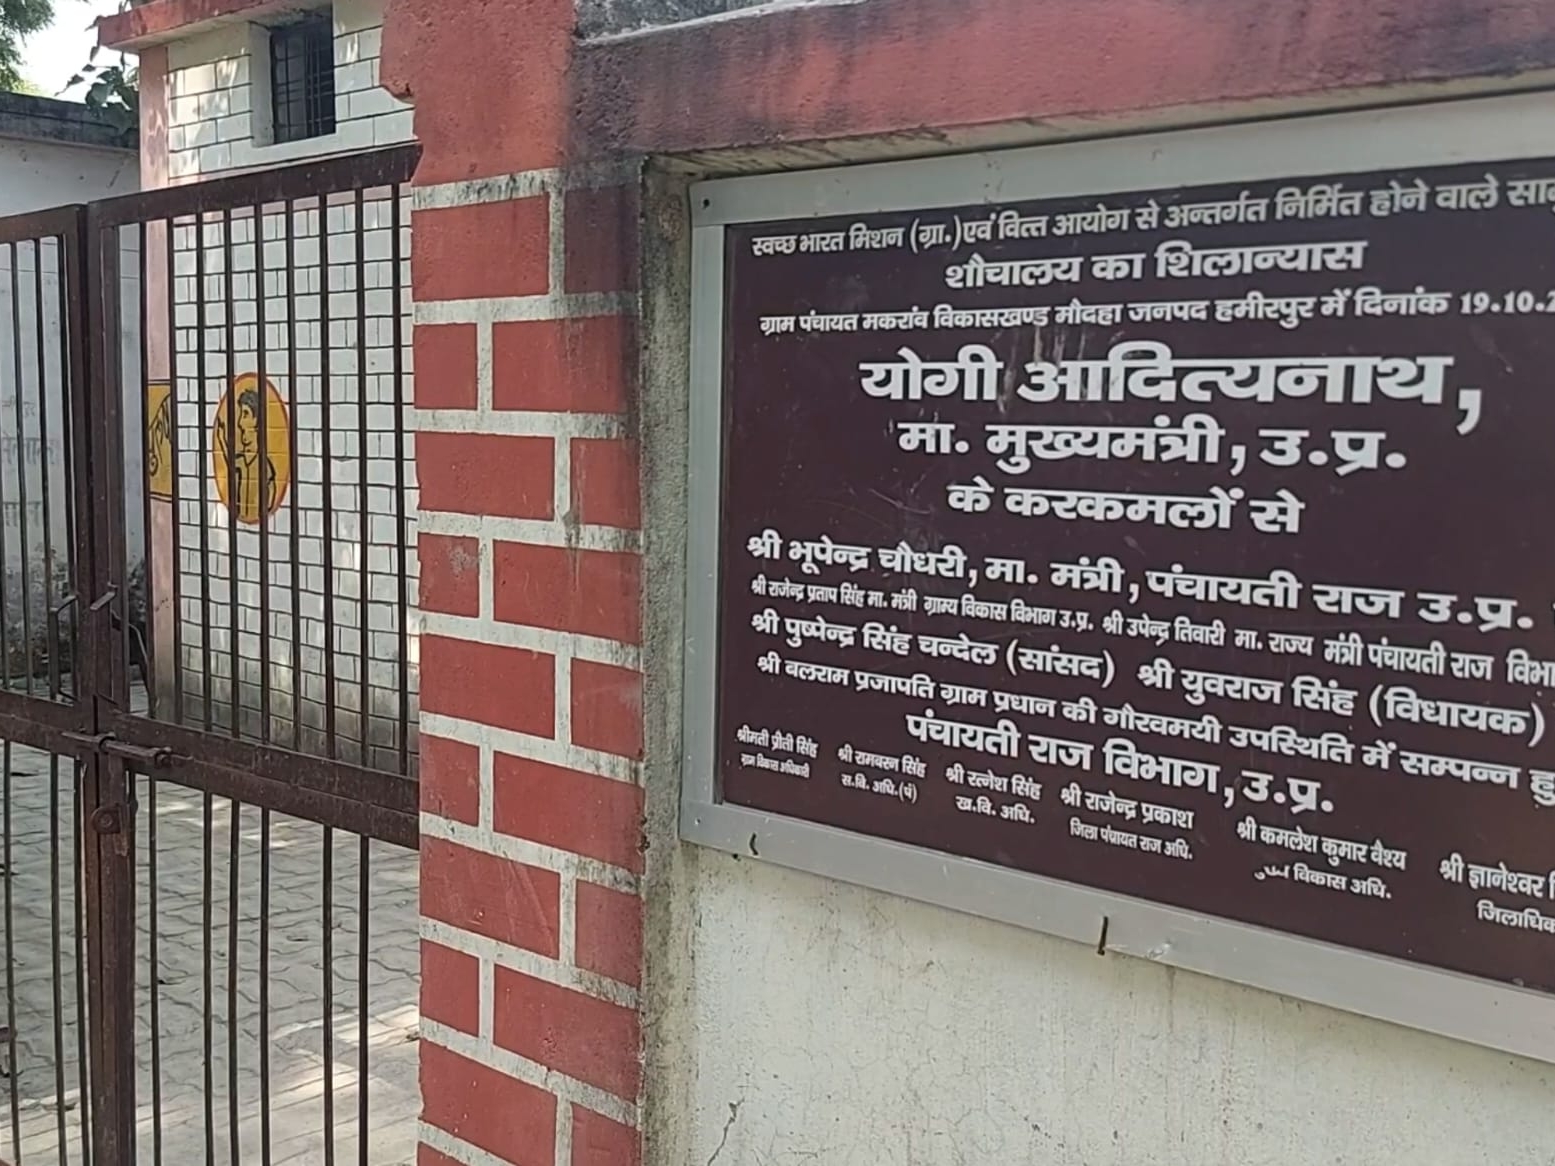 स्वच्छ भारत मिशन (ग्रा.)एवं वित्त आयोग से अन्तर्गत निर्मित होने वाले
शौचालय का शिलान्यास
ग्राम पंचायत मकरांव विकासखण्ड मौदहा जनपद हमीरपुर में दिनांक 19.10.2
योगी आदित्यनाथ,
मा. मुख्यमंत्री, उ.प्र.
के करकमलों से
श्री भूपेन्द्र चौधरी, मा. मंत्री, पंचायती राज उ.प्र.
श्री राजेन्द्र प्रताप सिंह मा. मंत्री ग्राम्य विकास विभाग उ.प्र. श्री उपेन्द्र तिवारी मा. राज्य मंत्री पंचायती राज
श्री पुष्पेन्द्र सिंह चन्देल (सांसद) श्री युवराज सिंह (विधायक)
श्री बलराम प्रजापति ग्राम प्रधान की गौरवमयी उपस्थिति में सम्पन्न
पंचायती राज विभाग, उ.प्र.
श्रीमती प्रीती सिंह श्री रामबरन सिंह श्री रत्नेश सिंह श्री राजेन्द्र प्रकाश श्री कमलेश कुमार वैश्य श्री ज्ञानेश्वर
ग्राम विकास अधिकारी स.वि. अधि.(पं) ख.वि. अधि. जिला पंचायत राज अधि. विकास अधि.